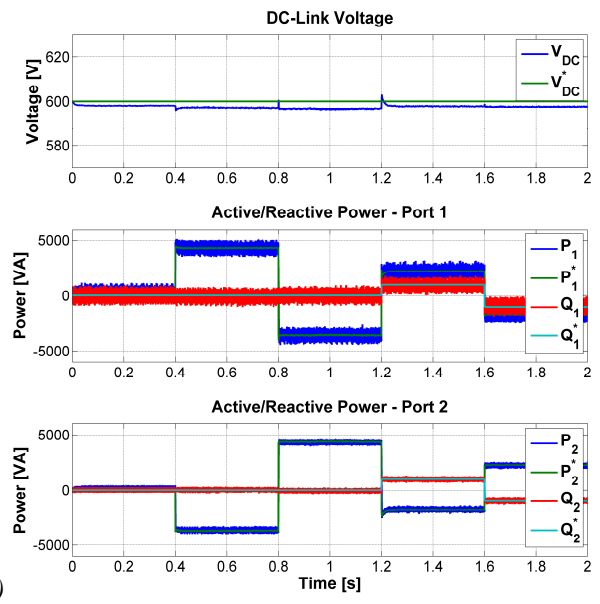 DC-Link Voltage
Voltage [V]
620
600
580
V_DC
V*_DC
0 0.2 0.4 0.6 0.8 1 1.2 1.4 1.6 1.8 2
Active/Reactive Power - Port 1
Power [VA]
5000
0
-5000
P_1
P*_1
Q_1
Q*_1
0 0.2 0.4 0.6 0.8 1 1.2 1.4 1.6 1.8 2
Active/Reactive Power - Port 2
Power [VA]
5000
0
-5000
P_2
P*_2
Q_2
Q*_2
0 0.2 0.4 0.6 0.8 1 1.2 1.4 1.6 1.8 2
Time [s]
)